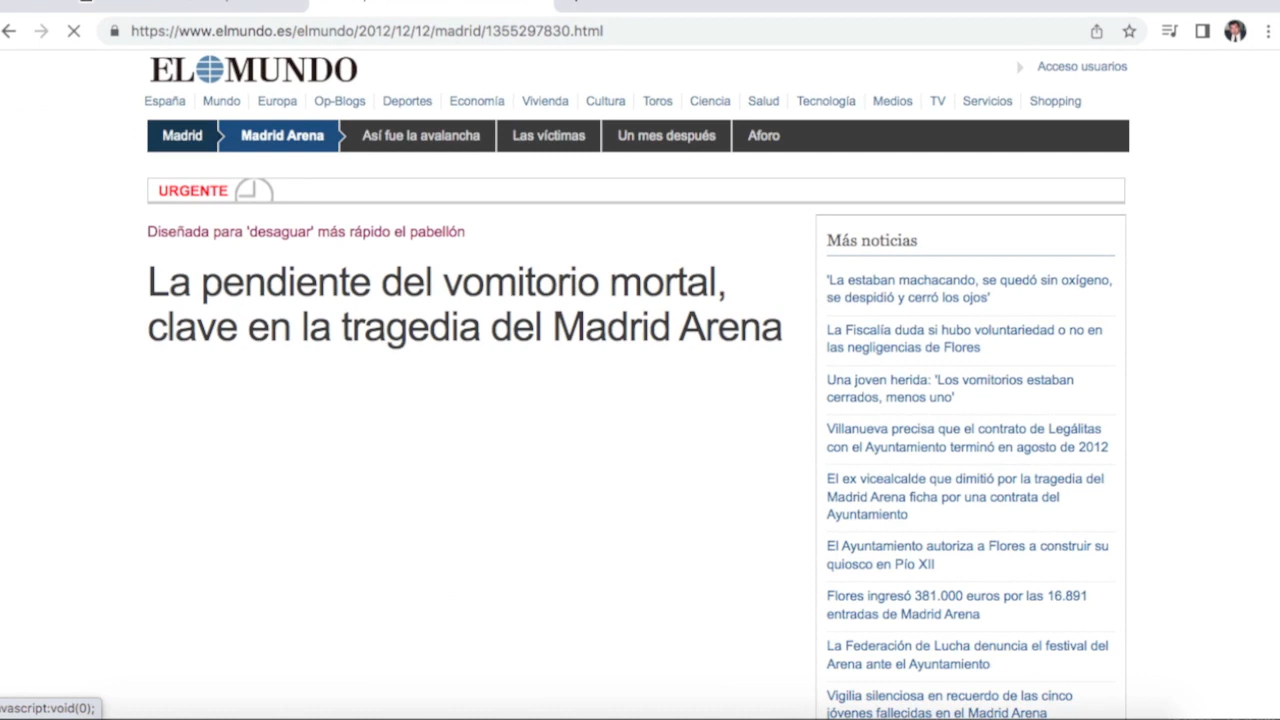 https://www.elmundo.es/elmundo/2012/12/12/madrid/1355297830.html
EL MUNDO
Acceso usuarios
España Mundo Europa Op-Blogs Deportes Economía Vivienda Cultura Toros Ciencia Salud Tecnología Medios TV Servicios Shopping
Madrid Madrid Arena Así fue la avalancha Las víctimas Un mes después Aforo
URGENTE
Diseñada para 'desaguar' más rápido el pabellón
La pendiente del vomitorio mortal,
clave en la tragedia del Madrid Arena
Más noticias
'La estaban machacando, se quedó sin oxígeno,
se despidió y cerró los ojos'
La Fiscalía duda si hubo voluntariedad o no en
las negligencias de Flores
Una joven herida: 'Los vomitorios estaban
cerrados, menos uno'
Villanueva precisa que el contrato de Legálitas
con el Ayuntamiento terminó en agosto de 2012
El ex vicealcalde que dimitió por la tragedia del
Madrid Arena ficha por una contrata del
Ayuntamiento
El Ayuntamiento autoriza a Flores a construir su
quiosco en Pío XII
Flores ingresó 381.000 euros por las 16.891
entradas de Madrid Arena
La Federación de Lucha denuncia el festival del
Arena ante el Ayuntamiento
Vigilia silenciosa en recuerdo de las cinco
jóvenes fallecidas en el Madrid Arena
vascript:void(0);